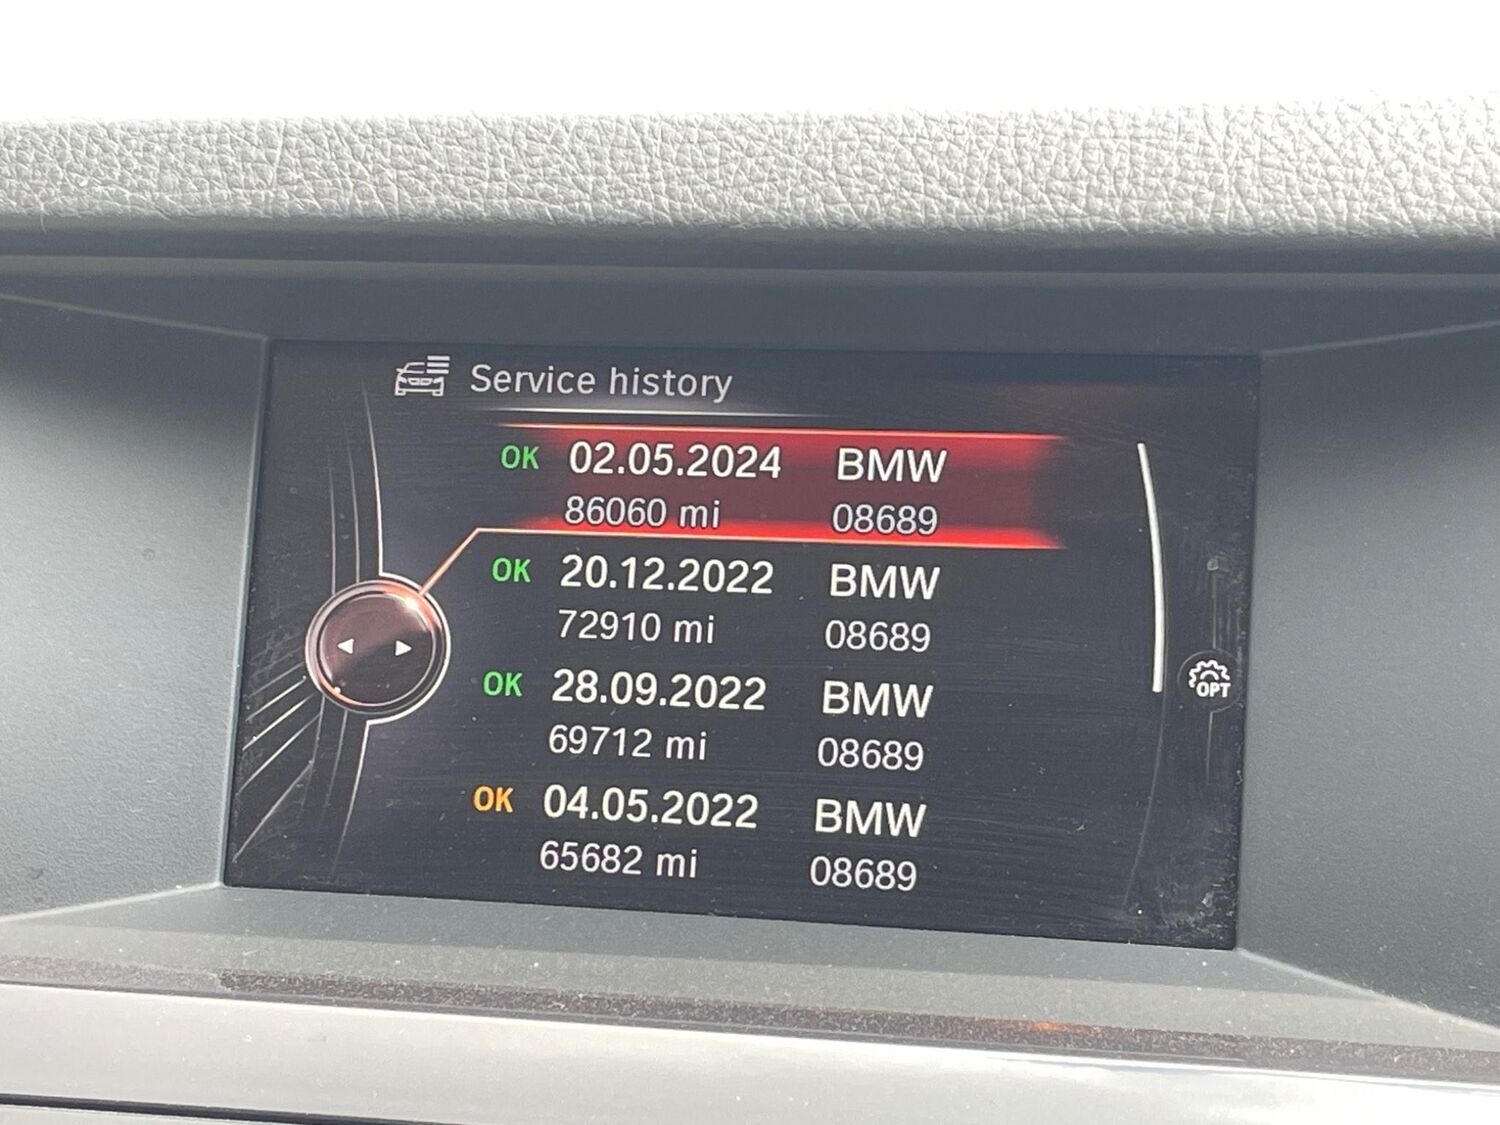 Service history
OK 02.05.2024 BMW
86060 mi 08689
OK 20.12.2022 BMW
72910 mi 08689
OK 28.09.2022 BMW
69712 mi 08689
OK 04.05.2022 BMW
65682 mi 08689
OPT